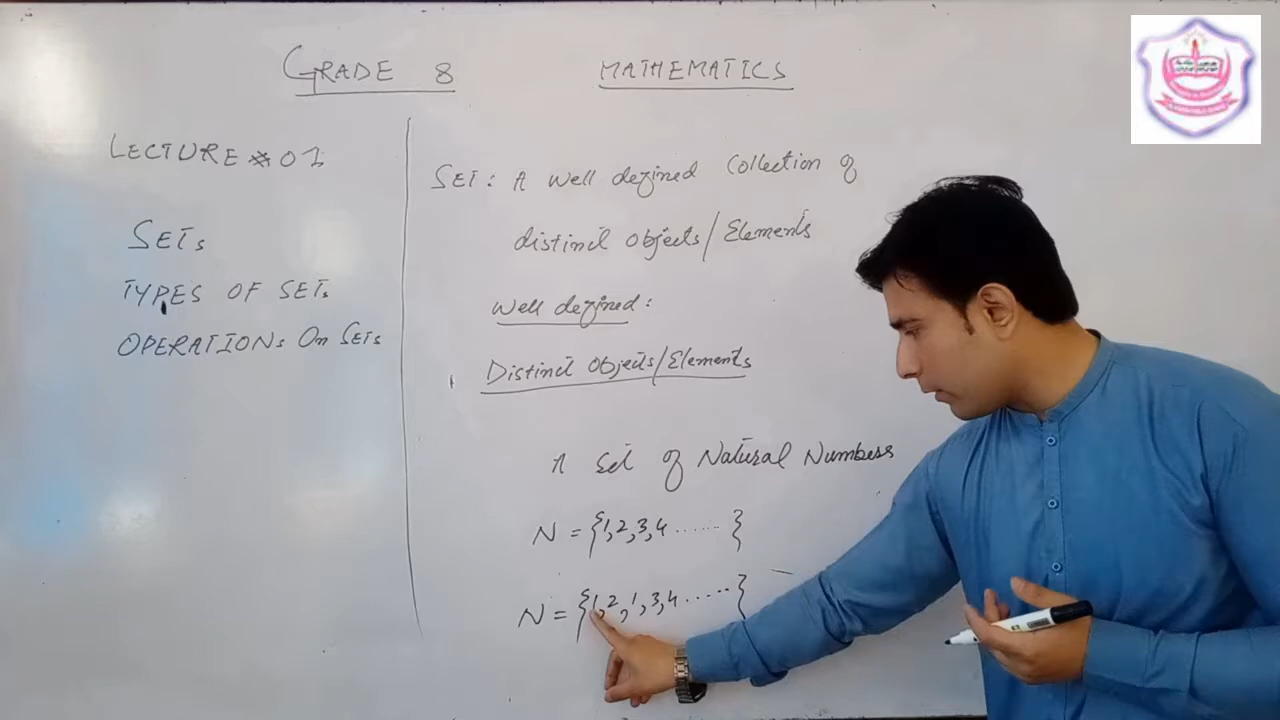 GRADE 8 MATHEMATICS
LECTURE # 01
SETs
TYPES OF SETs
OPERATIONs On SETs
SET: A well defined Collection of
distinct objects/Elements
Well defined:
Distinct Objects/Elements
A Set of Natural Numbers
N = {1,2,3,4 ...... }
N = {1,2,1,3,4 ...... }